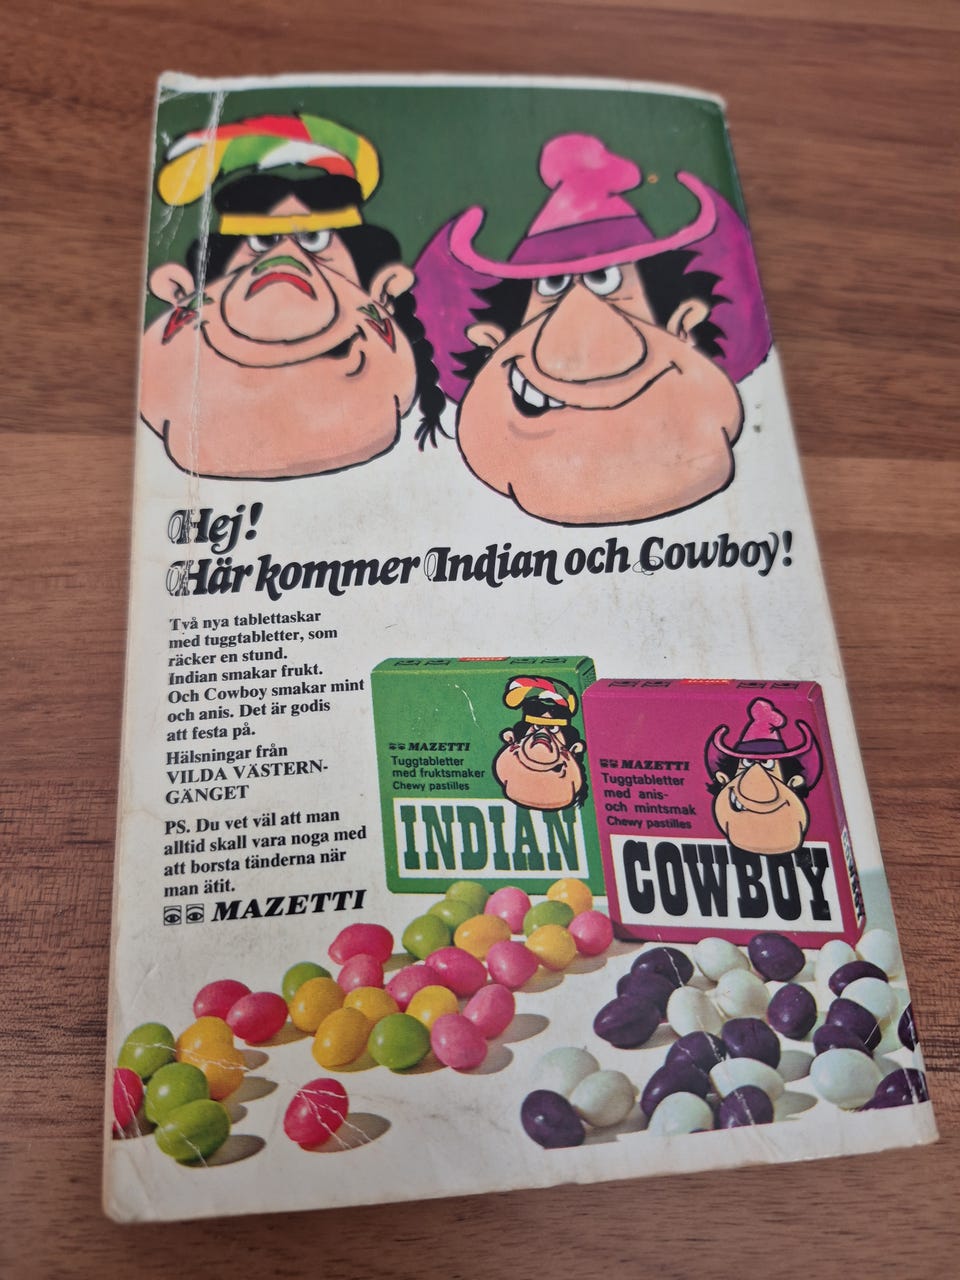 Hej!
Här kommer Indian och Cowboy!
Två nya tablettaskar
med tuggtabletter, som
räcker en stund.
Indian smakar frukt.
Och Cowboy smakar mint
och anis. Det är godis
att festa på.
Hälsningar från
VILDA VÄSTERN-
GÄNGET
PS. Du vet väl att man
alltid skall vara noga med
att borsta tänderna när
man ätit.
MAZETTI
MAZETTI
Tuggtabletter
med fruktsmaker
Chewy pastilles
INDIAN
MAZETTI
Tuggtabletter
med anis-
och mintsmak
Chewy pastilles
COWBOY